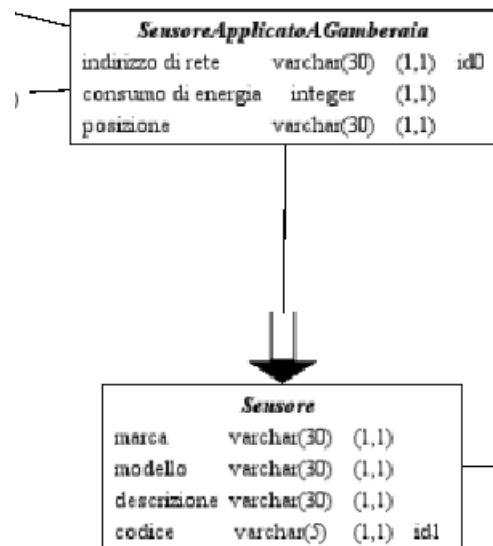 SensoreApplicatoAGamberaia
indirizzo di rete varchar(30) (1,1) id0
) consumo di energia integer (1,1)
posizione varchar(30) (1,1)
Sensore
marca varchar(30) (1,1)
modello varchar(30) (1,1)
descrizione varchar(30) (1,1)
codice varchar(5) (1,1) id1